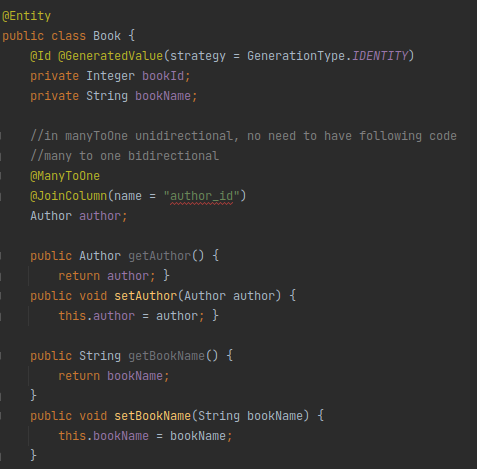 @Entity
public class Book {
    @Id @GeneratedValue(strategy = GenerationType.IDENTITY)
    private Integer bookId;
    private String bookName;

    //in manyToOne unidirectional, no need to have following code
    //many to one bidirectional
    @ManyToOne
    @JoinColumn(name = "author_id")
    Author author;

    public Author getAuthor() {
        return author; }
    public void setAuthor(Author author) {
        this.author = author; }

    public String getBookName() {
        return bookName;
    }
    public void setBookName(String bookName) {
        this.bookName = bookName;
    }